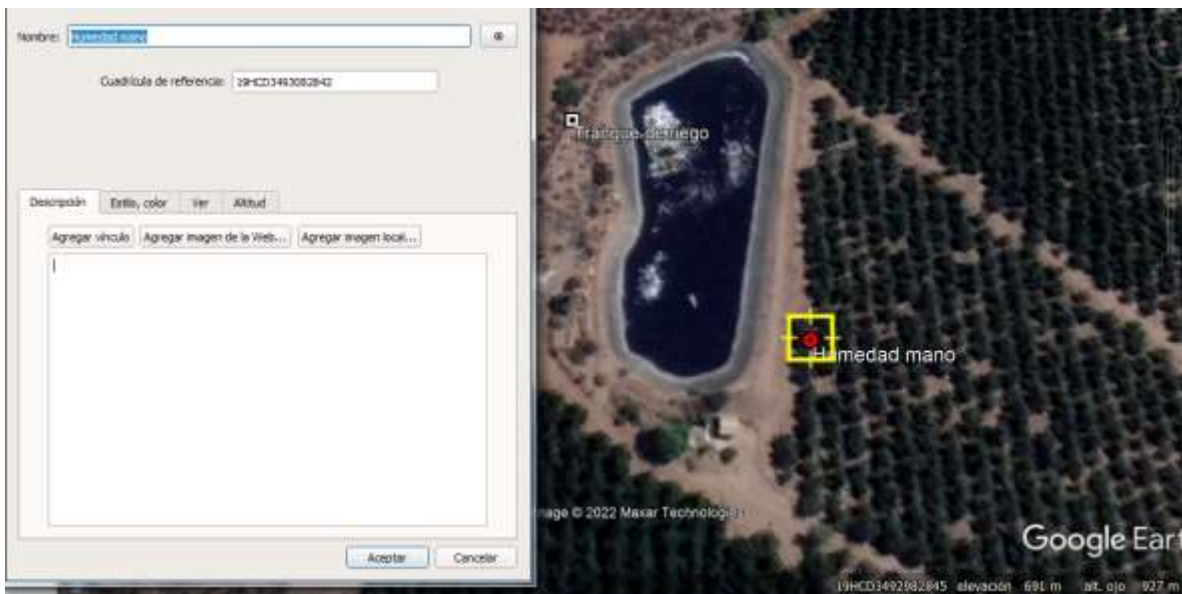 Nombre: Humedad mano
Cuadrícula de referencia: 19HCD3493082842
Descripción Estilo, color Ver Altitud
Agregar vínculo Agregar imagen de la Web... Agregar imagen local...
Aceptar Cancelar
Tranque de riego
Humedad mano
mage © 2022 Maxar Technologies
Google Eart
19HCD3492982845 elevación 691 m alt. ojo 927 m